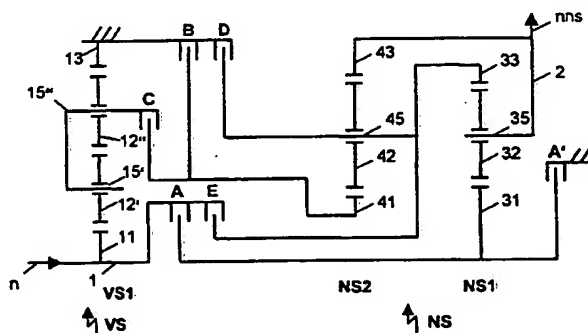 B D nns
13 43 33 2
15" C
12" 45 35 A'
15' 42 32
12' A E 41 31
11
n 1 VS1 NS2 NS1
VS NS